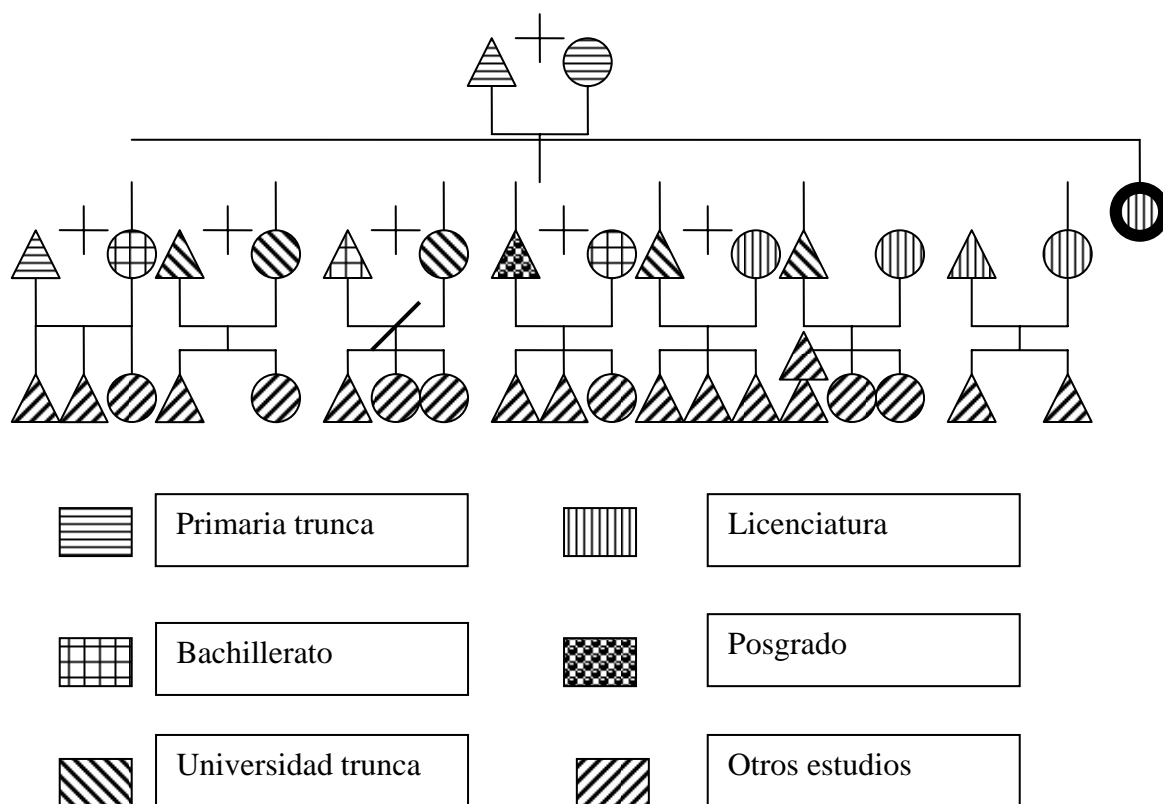 Primaria trunca
Licenciatura
Bachillerato
Posgrado
Universidad trunca
Otros estudios